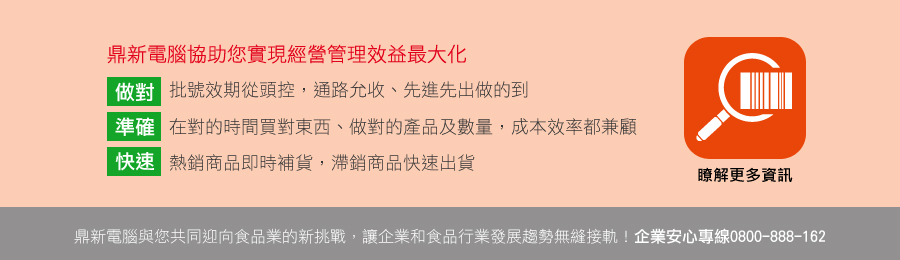 鼎新電腦協助您實現經營管理效益最大化
做對 批號效期從頭控，通路允收、先進先出做的到
準確 在對的時間買對東西、做對的產品及數量，成本效率都兼顧
快速 熱銷商品即時補貨，滯銷商品快速出貨
瞭解更多資訊
鼎新電腦與您共同迎向食品業的新挑戰，讓企業和食品行業發展趨勢無縫接軌！企業安心專線0800-888-162